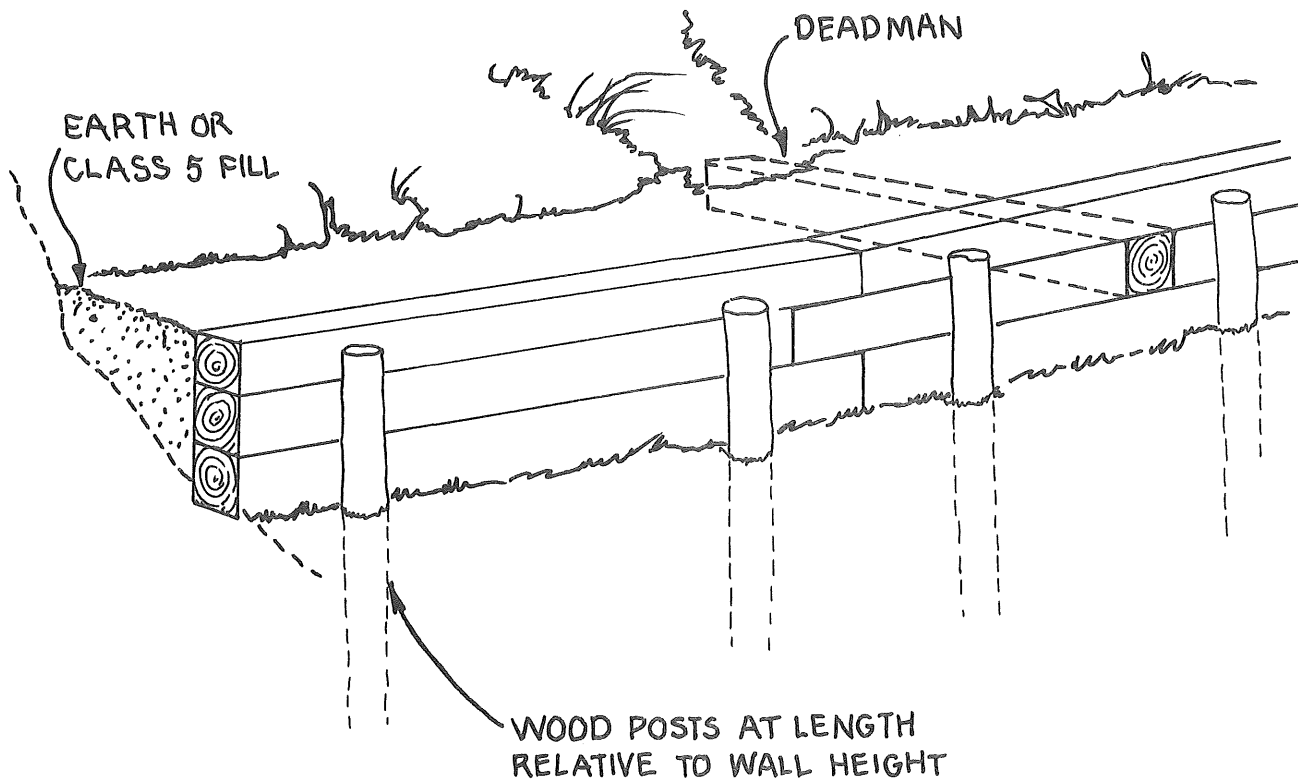 DEADMAN
EARTH OR
CLASS 5 FILL
WOOD POSTS AT LENGTH
RELATIVE TO WALL HEIGHT